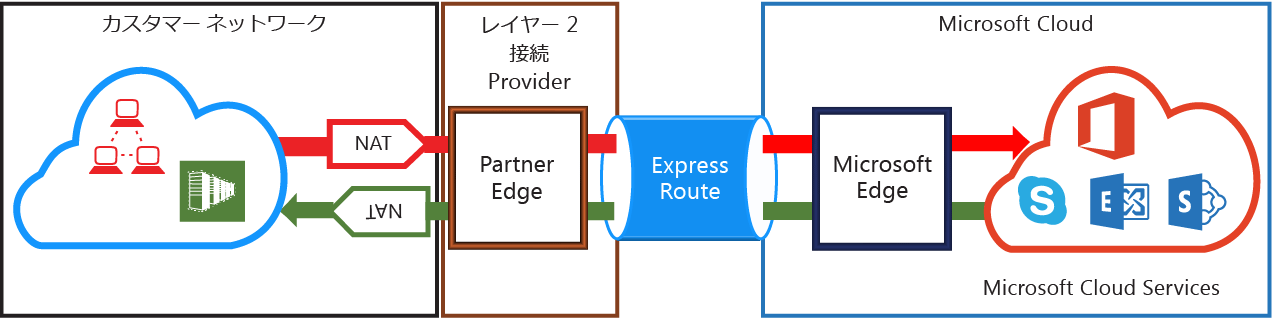 カスタマー ネットワーク
レイヤー 2
接続
Provider
Microsoft Cloud
NAT
NAT
Partner
Edge
Express
Route
Microsoft
Edge
S
E
S
Microsoft Cloud Services